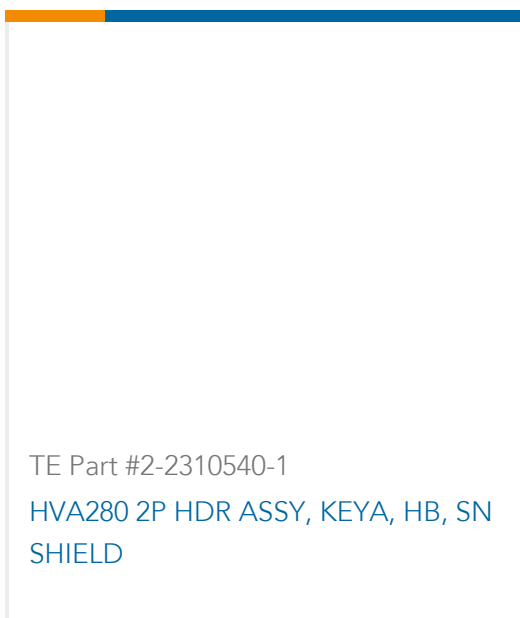 TE Part #2-2310540-1
HVA280 2P HDR ASSY, KEYA, HB, SN
SHIELD